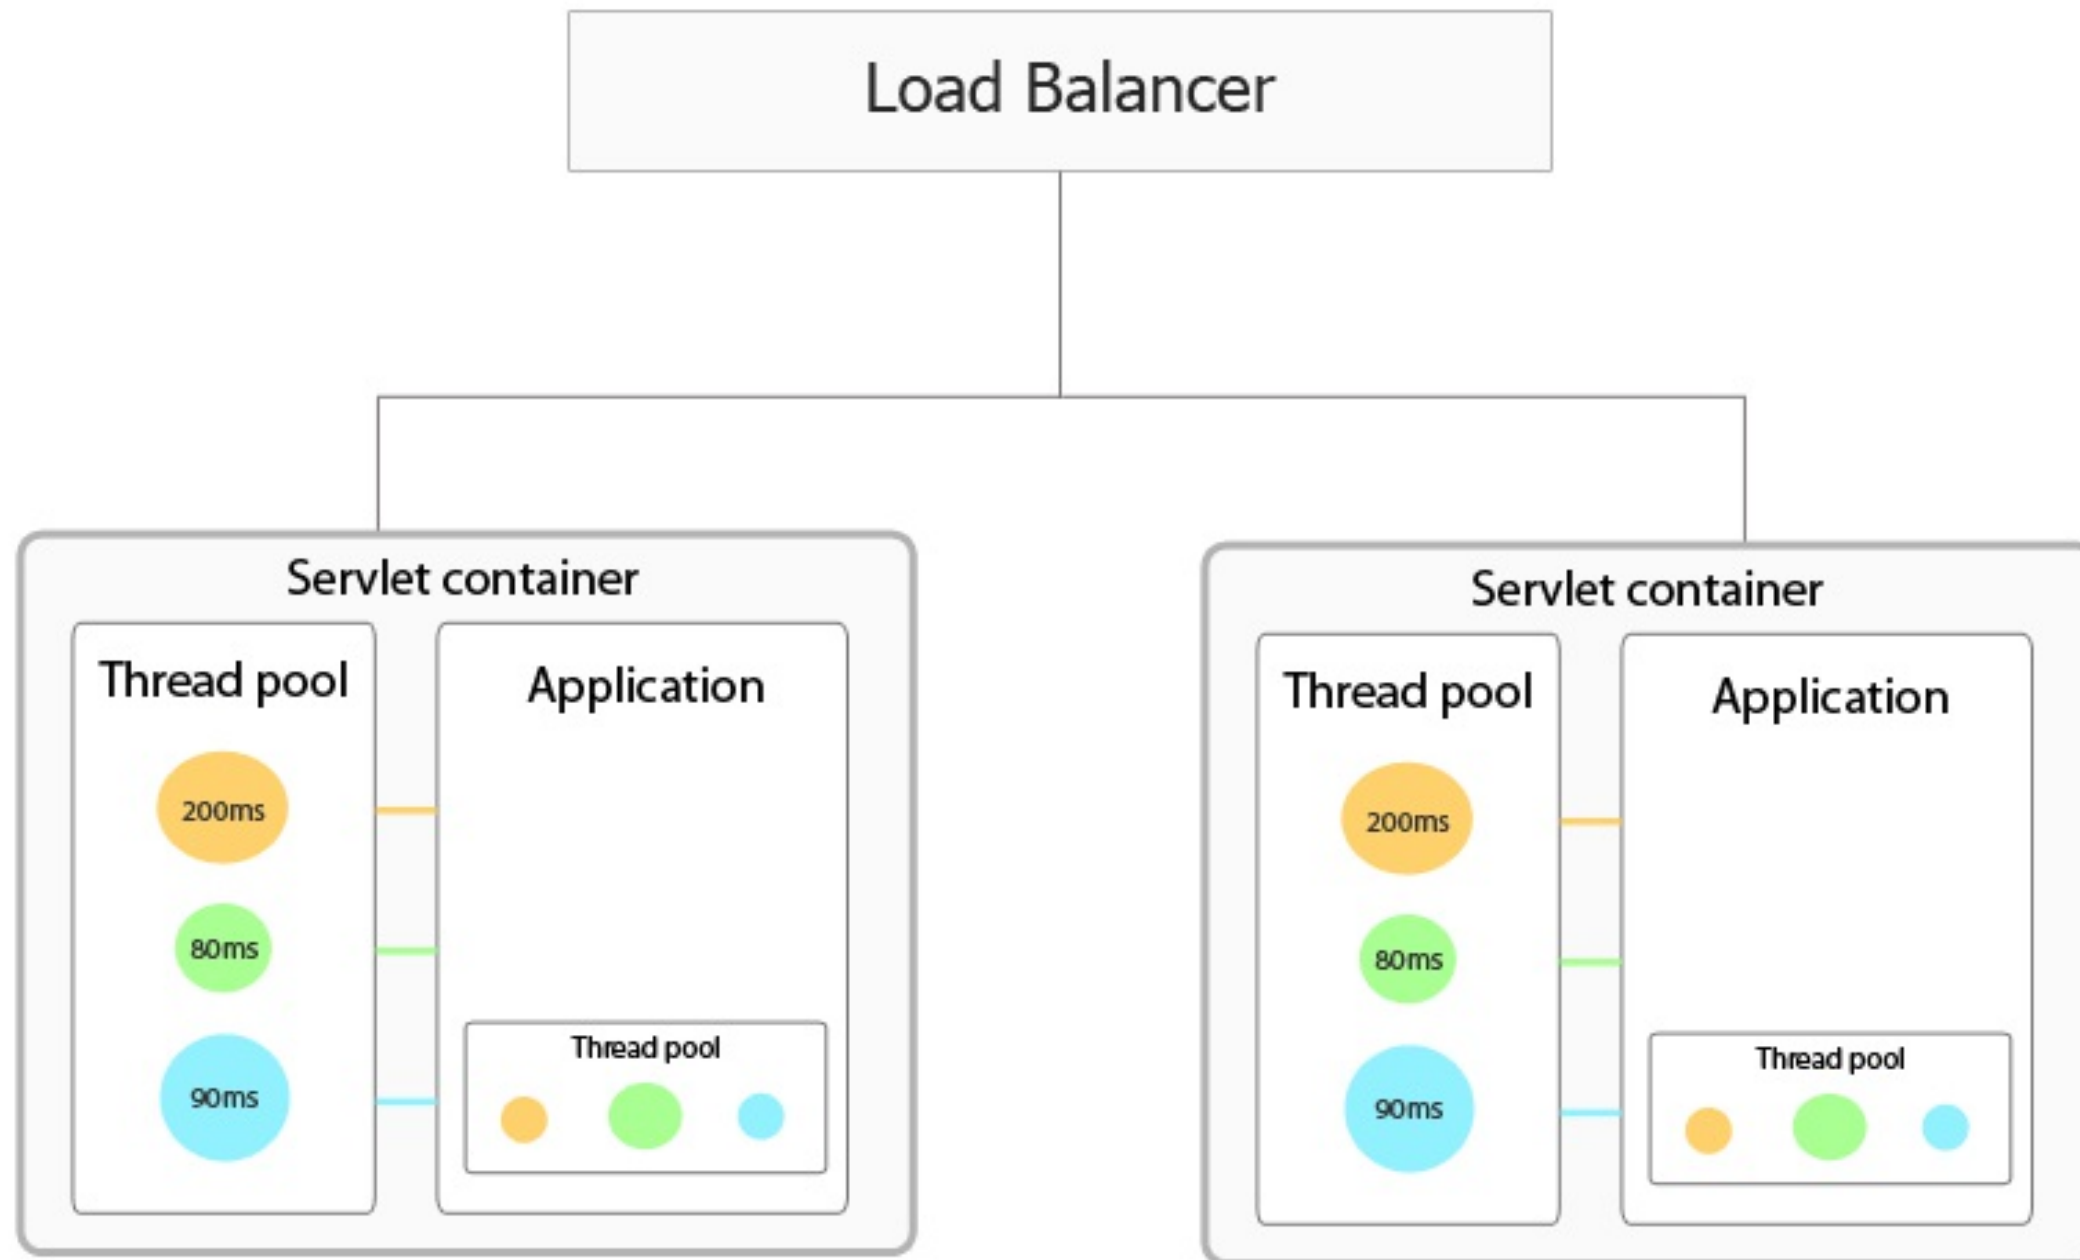 Load Balancer
Servlet container
Thread pool
Application
200ms
80ms
90ms
Thread pool
Servlet container
Thread pool
Application
200ms
80ms
90ms
Thread pool